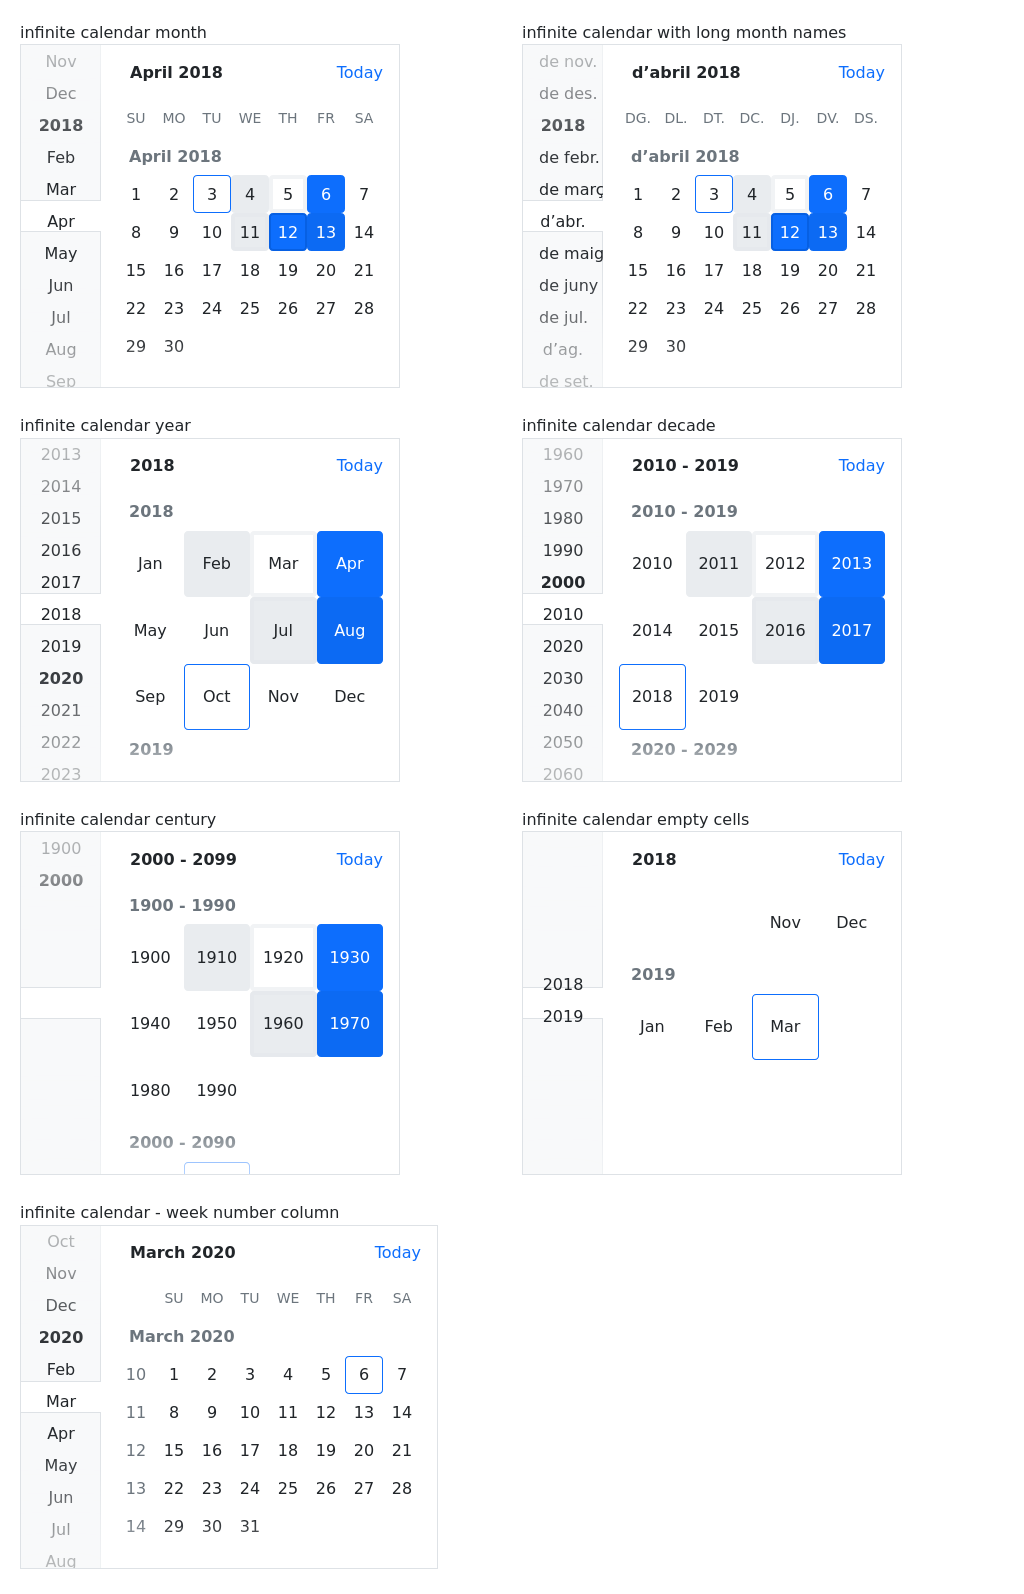 infinite calendar month
Nov
Dec
2018
Feb
Mar
Apr
May
Jun
Jul
Aug
Sep
April 2018 Today
SU MO TU WE TH FR SA
April 2018
1 2 3 4 5 6 7
8 9 10 11 12 13 14
15 16 17 18 19 20 21
22 23 24 25 26 27 28
29 30
infinite calendar with long month names
de nov.
de des.
2018
de febr.
de març
d’abr.
de maig
de juny
de jul.
d’ag.
de set.
d’abril 2018 Today
DG. DL. DT. DC. DJ. DV. DS.
d’abril 2018
1 2 3 4 5 6 7
8 9 10 11 12 13 14
15 16 17 18 19 20 21
22 23 24 25 26 27 28
29 30
infinite calendar year
2013
2014
2015
2016
2017
2018
2019
2020
2021
2022
2023
2018 Today
2018
Jan Feb Mar Apr
May Jun Jul Aug
Sep Oct Nov Dec
2019
infinite calendar decade
1960
1970
1980
1990
2000
2010
2020
2030
2040
2050
2060
2010 - 2019 Today
2010 - 2019
2010 2011 2012 2013
2014 2015 2016 2017
2018 2019
2020 - 2029
infinite calendar century
1900
2000
2000 - 2099 Today
1900 - 1990
1900 1910 1920 1930
1940 1950 1960 1970
1980 1990
2000 - 2090
infinite calendar empty cells
2018
2019
2018 Today
Nov Dec
2019
Jan Feb Mar
infinite calendar - week number column
Oct
Nov
Dec
2020
Feb
Mar
Apr
May
Jun
Jul
Aug
March 2020 Today
SU MO TU WE TH FR SA
March 2020
10 1 2 3 4 5 6 7
11 8 9 10 11 12 13 14
12 15 16 17 18 19 20 21
13 22 23 24 25 26 27 28
14 29 30 31